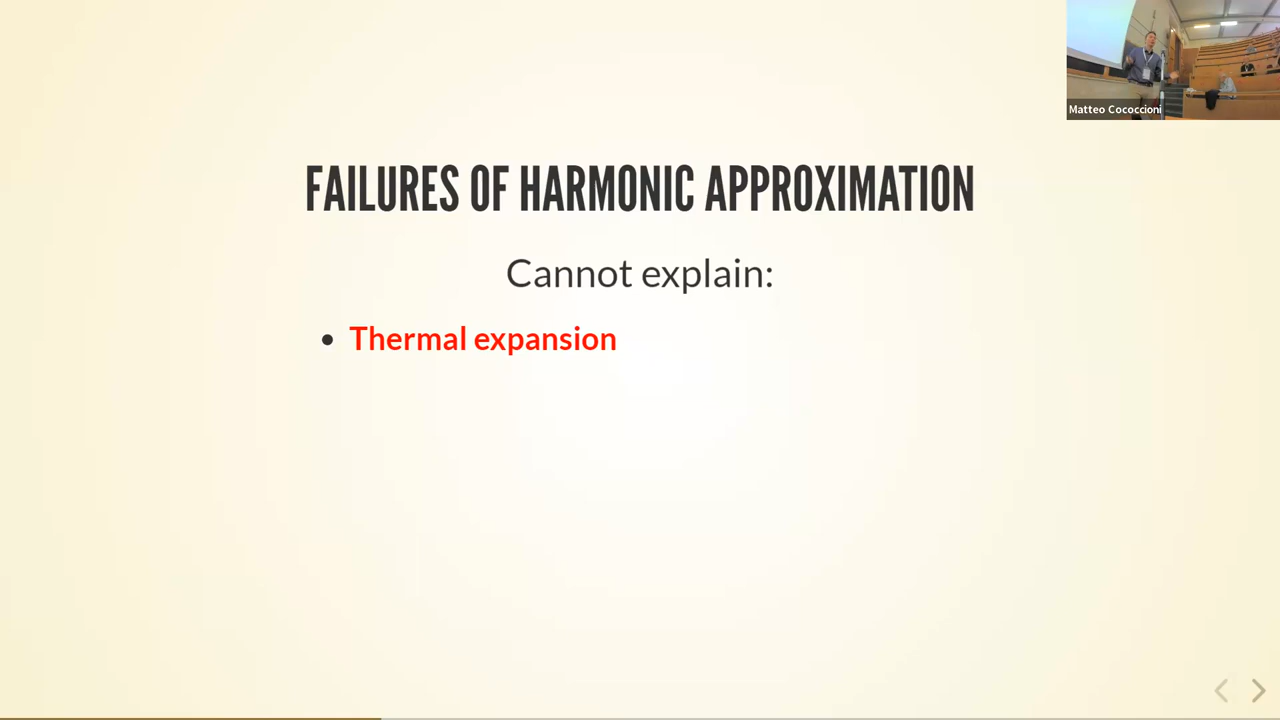 Matteo Cococcioni
FAILURES OF HARMONIC APPROXIMATION
Cannot explain:
• Thermal expansion